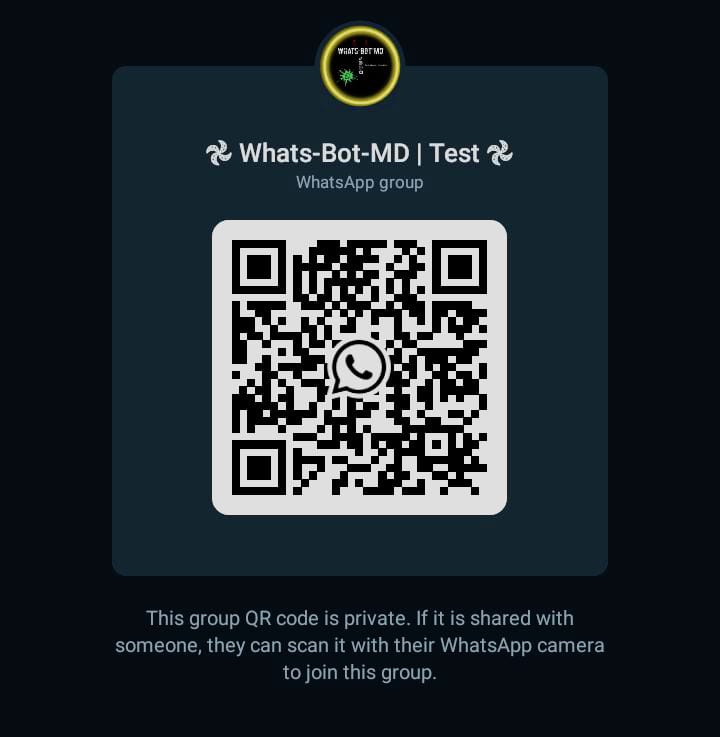 WHATS BOT MD
꧁ Whats-Bot-MD | Test ꧂
WhatsApp group
This group QR code is private. If it is shared with
someone, they can scan it with their WhatsApp camera
to join this group.